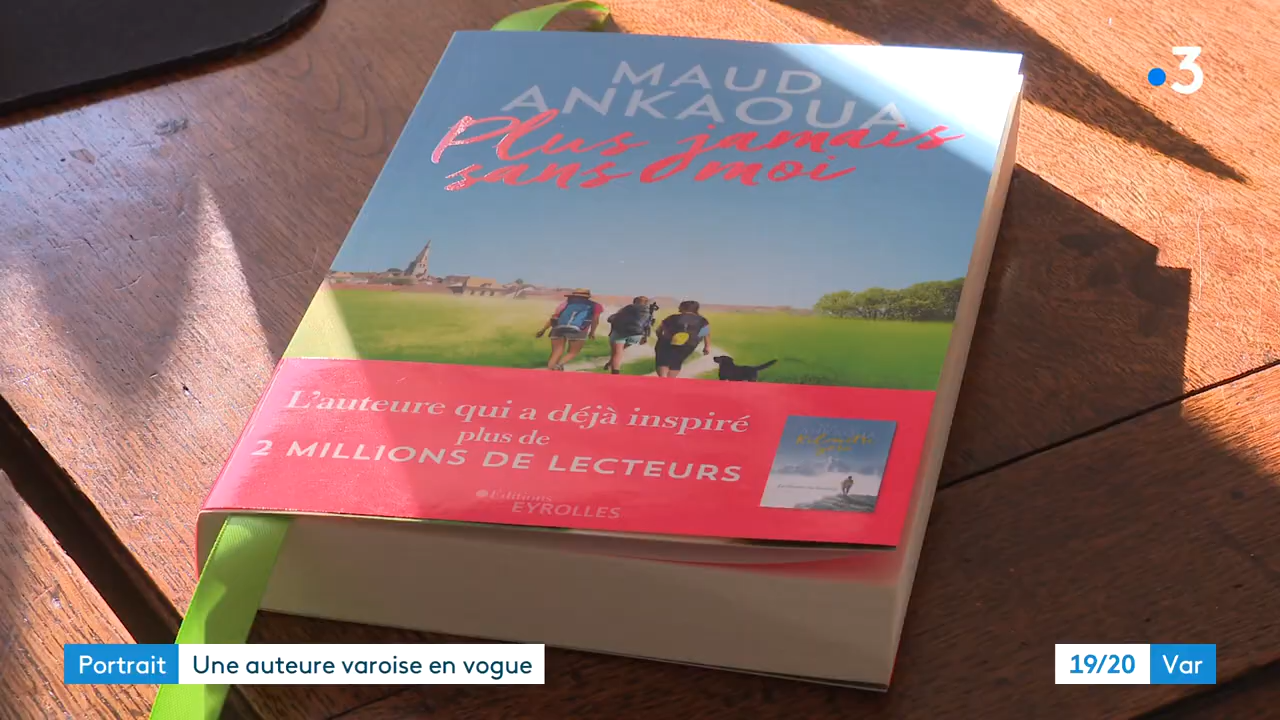 3
MAUD
ANKAOUA
Plus jamais
sans moi
L'auteure qui a déjà inspiré
plus de
2 MILLIONS DE LECTEURS
Editions
EYROLLES
Portrait
Une auteure varoise en vogue
19/20
Var